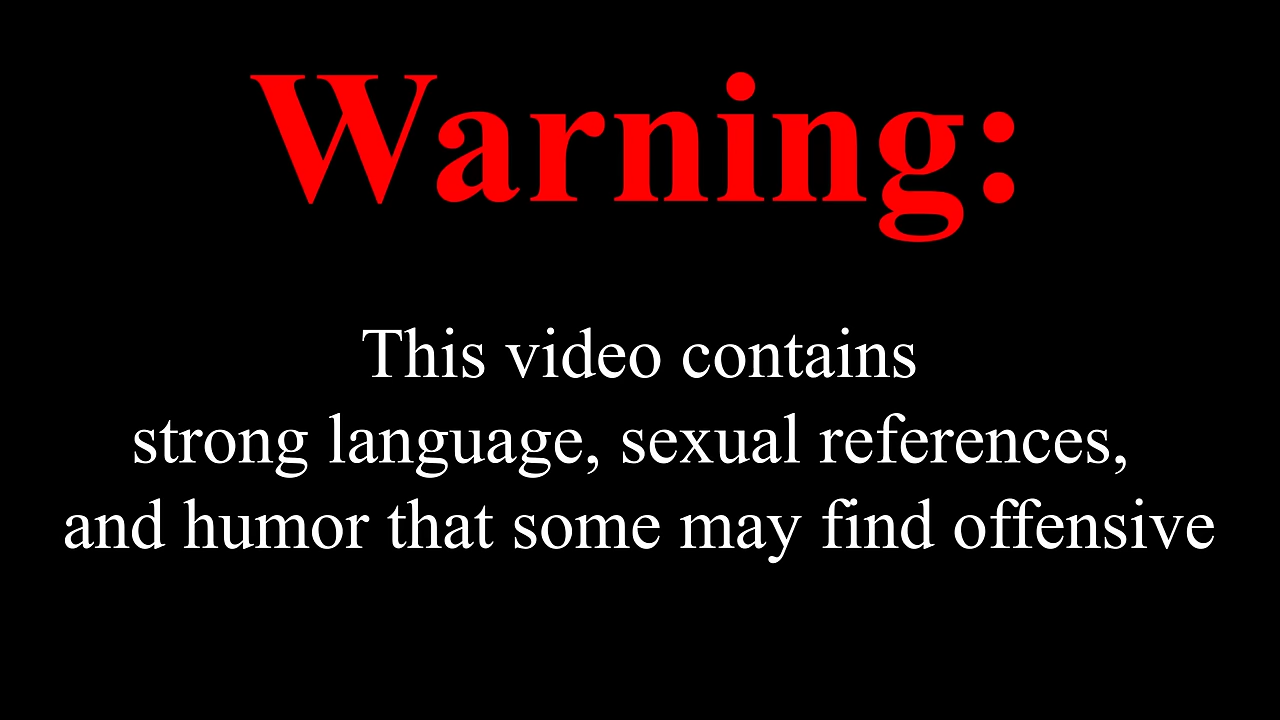 Warning:
This video contains
strong language, sexual references,
and humor that some may find offensive